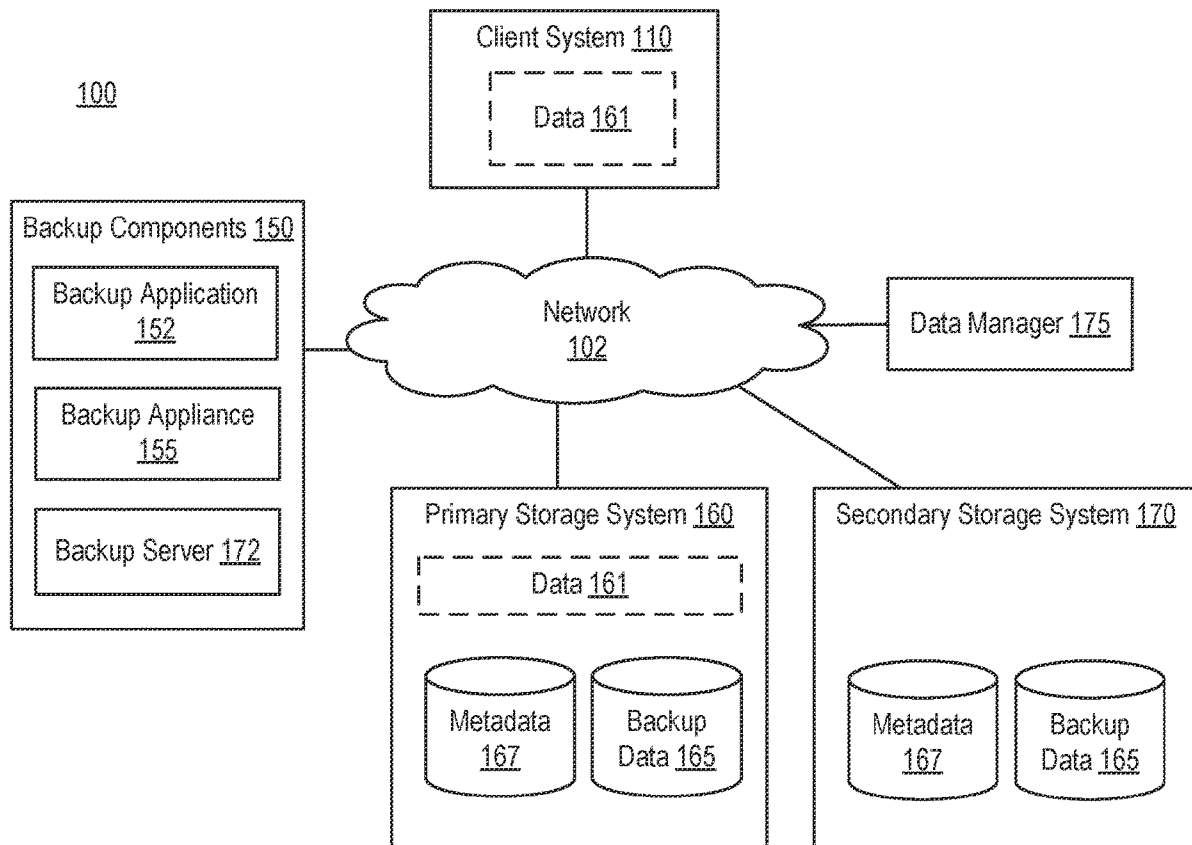 Client System 110
Data 161
100
Backup Components 150
Backup Application
152
Backup Appliance
155
Backup Server 172
Network
102
Data Manager 175
Primary Storage System 160
Data 161
Metadata
167
Backup
Data 165
Secondary Storage System 170
Metadata
167
Backup
Data 165